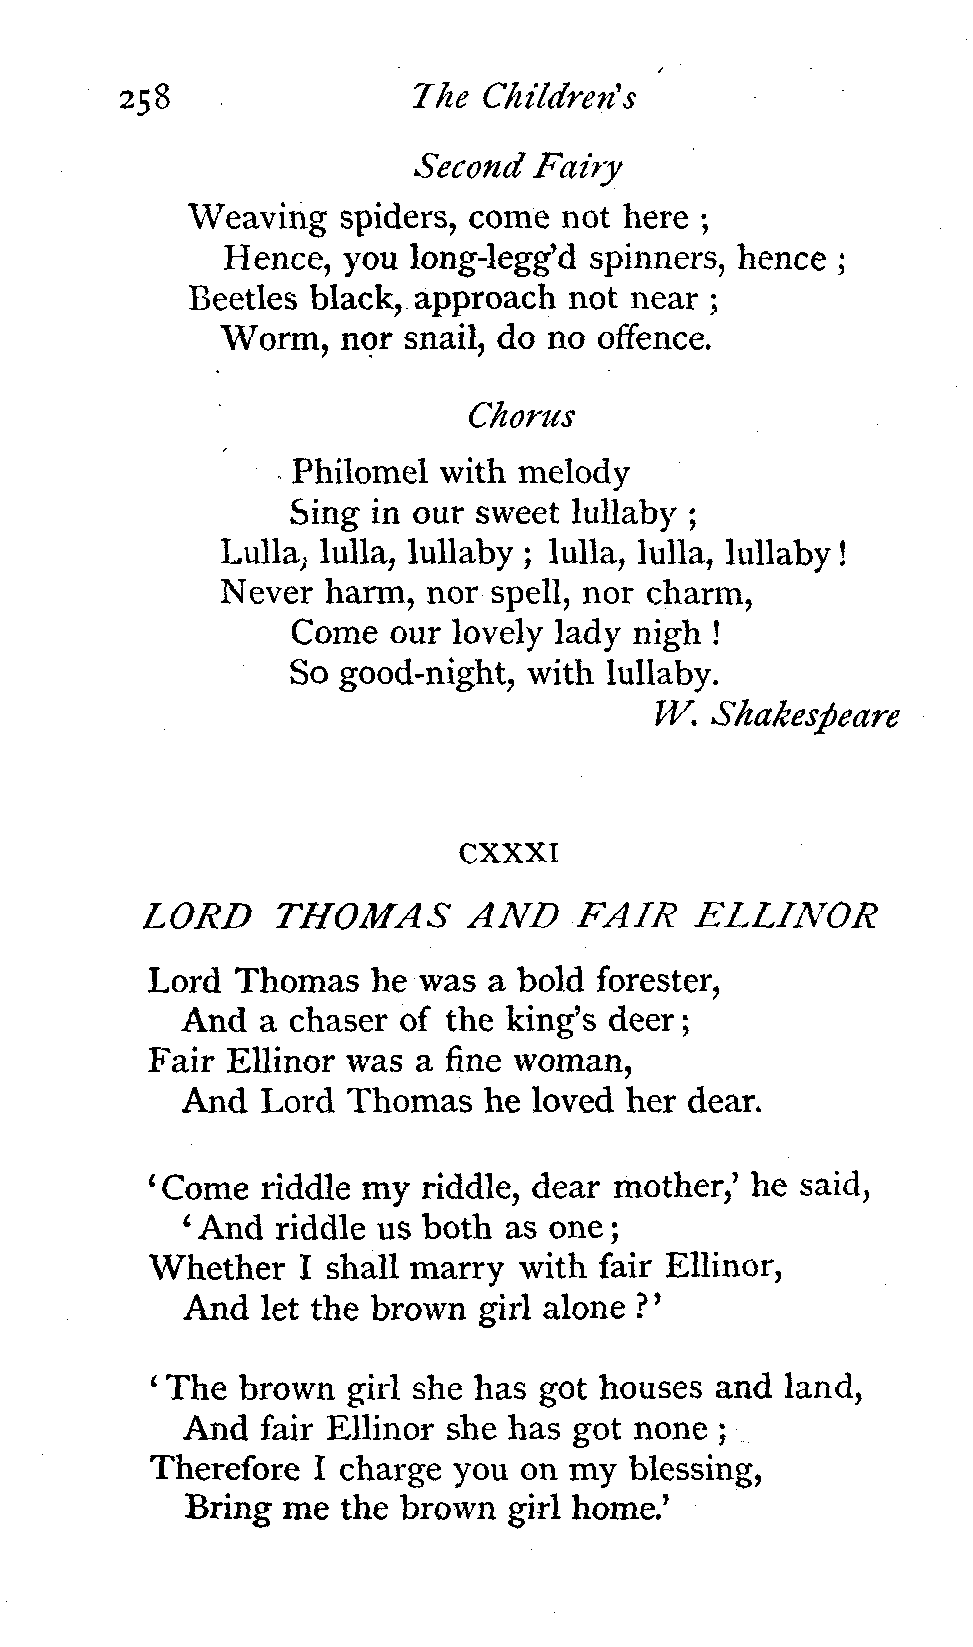 258 The Children's
Second Fairy
Weaving spiders, come not here ;
Hence, you long-legg'd spinners, hence ;
Beetles black, approach not near ;
Worm, nor snail, do no offence.
Chorus
Philomel with melody
Sing in our sweet lullaby ;
Lulla, lulla, lullaby ; lulla, lulla, lullaby !
Never harm, nor spell, nor charm,
Come our lovely lady nigh !
So good-night, with lullaby.
W. Shakespeare
CXXXI
LORD THOMAS AND FAIR ELLINOR
Lord Thomas he was a bold forester,
And a chaser of the king's deer ;
Fair Ellinor was a fine woman,
And Lord Thomas he loved her dear.
'Come riddle my riddle, dear mother,' he said,
'And riddle us both as one ;
Whether I shall marry with fair Ellinor,
And let the brown girl alone ?'
'The brown girl she has got houses and land,
And fair Ellinor she has got none ;
Therefore I charge you on my blessing,
Bring me the brown girl home.'